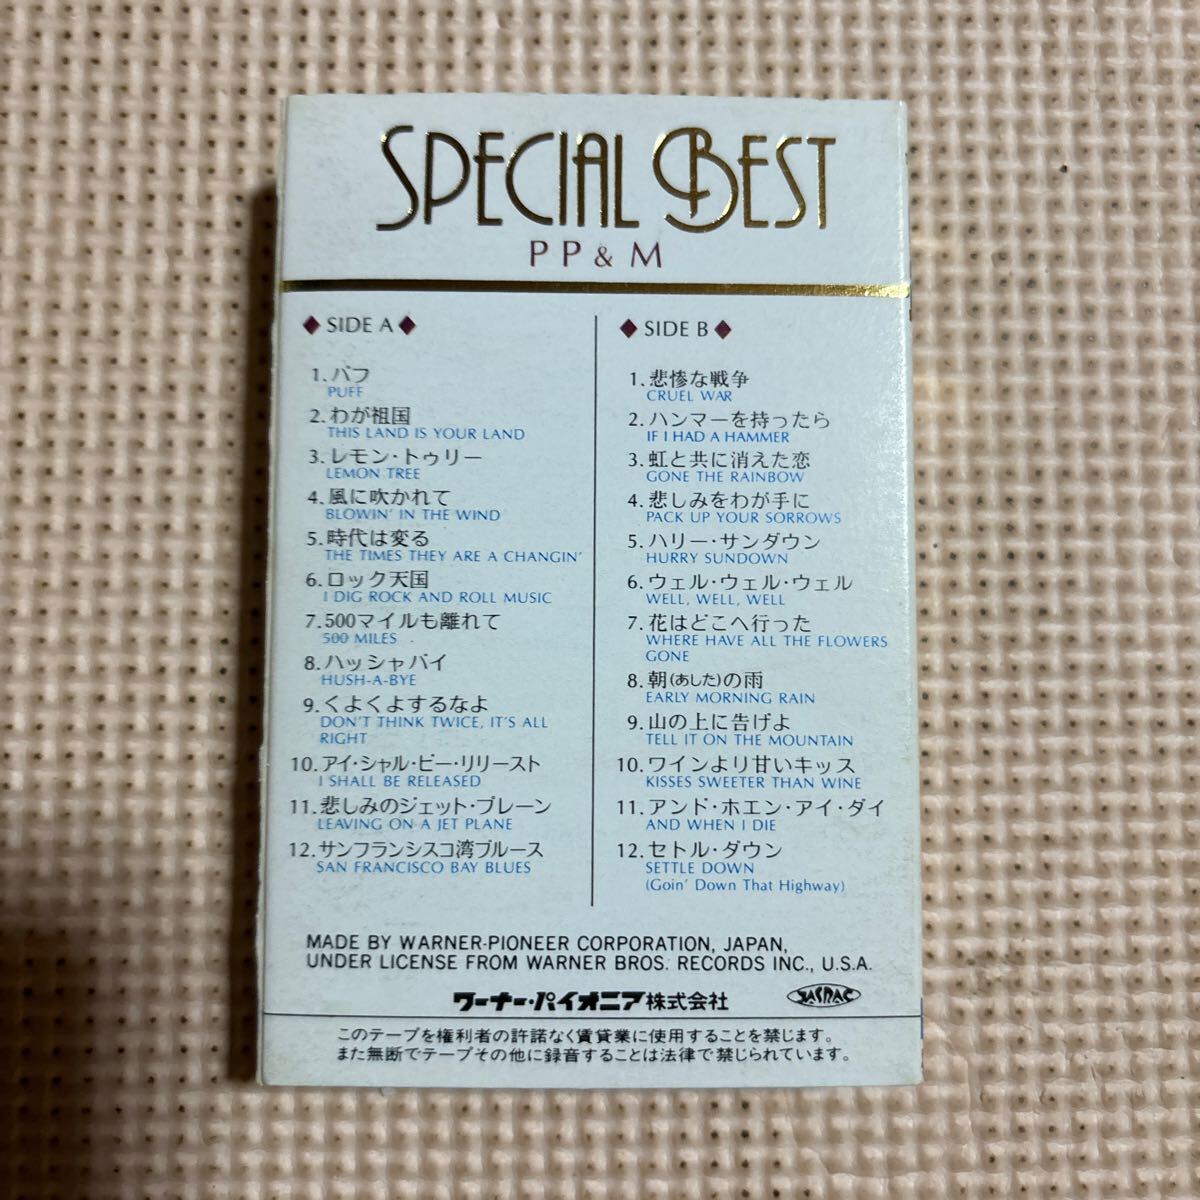 SPECIAL BEST
PP & M
◆ SIDE A ◆
1. パフ
PUFF
2. わが祖国
THIS LAND IS YOUR LAND
3. レモン・トゥリー
LEMON TREE
4. 風に吹かれて
BLOWIN' IN THE WIND
5. 時代は変る
THE TIMES THEY ARE A CHANGIN'
6. ロック天国
I DIG ROCK AND ROLL MUSIC
7. 500マイルも離れて
500 MILES
8. ハッシャバイ
HUSH-A-BYE
9. くよくよするなよ
DON'T THINK TWICE, IT'S ALL
RIGHT
10. アイ・シャル・ビー・リリースト
I SHALL BE RELEASED
11. 悲しみのジェット・プレーン
LEAVING ON A JET PLANE
12. サンフランシスコ湾ブルース
SAN FRANCISCO BAY BLUES
◆ SIDE B ◆
1. 悲惨な戦争
CRUEL WAR
2. ハンマーを持ったら
IF I HAD A HAMMER
3. 虹と共に消えた恋
GONE THE RAINBOW
4. 悲しみをわが手に
PACK UP YOUR SORROWS
5. ハリー・サンダウン
HURRY SUNDOWN
6. ウェル・ウェル・ウェル
WELL, WELL, WELL
7. 花はどこへ行った
WHERE HAVE ALL THE FLOWERS
GONE
8. 朝(あした)の雨
EARLY MORNING RAIN
9. 山の上に告げよ
TELL IT ON THE MOUNTAIN
10. ワインより甘いキッス
KISSES SWEETER THAN WINE
11. アンド・ホエン・アイ・ダイ
AND WHEN I DIE
12. セトル・ダウン
SETTLE DOWN
(Goin' Down That Highway)
MADE BY WARNER-PIONEER CORPORATION, JAPAN,
UNDER LICENSE FROM WARNER BROS. RECORDS INC., U.S.A.
ワーナー・パイオニア株式会社
JASRAC
このテープを権利者の許諾なく賃貸業に使用することを禁じます。
また無断でテープその他に録音することは法律で禁じられています。